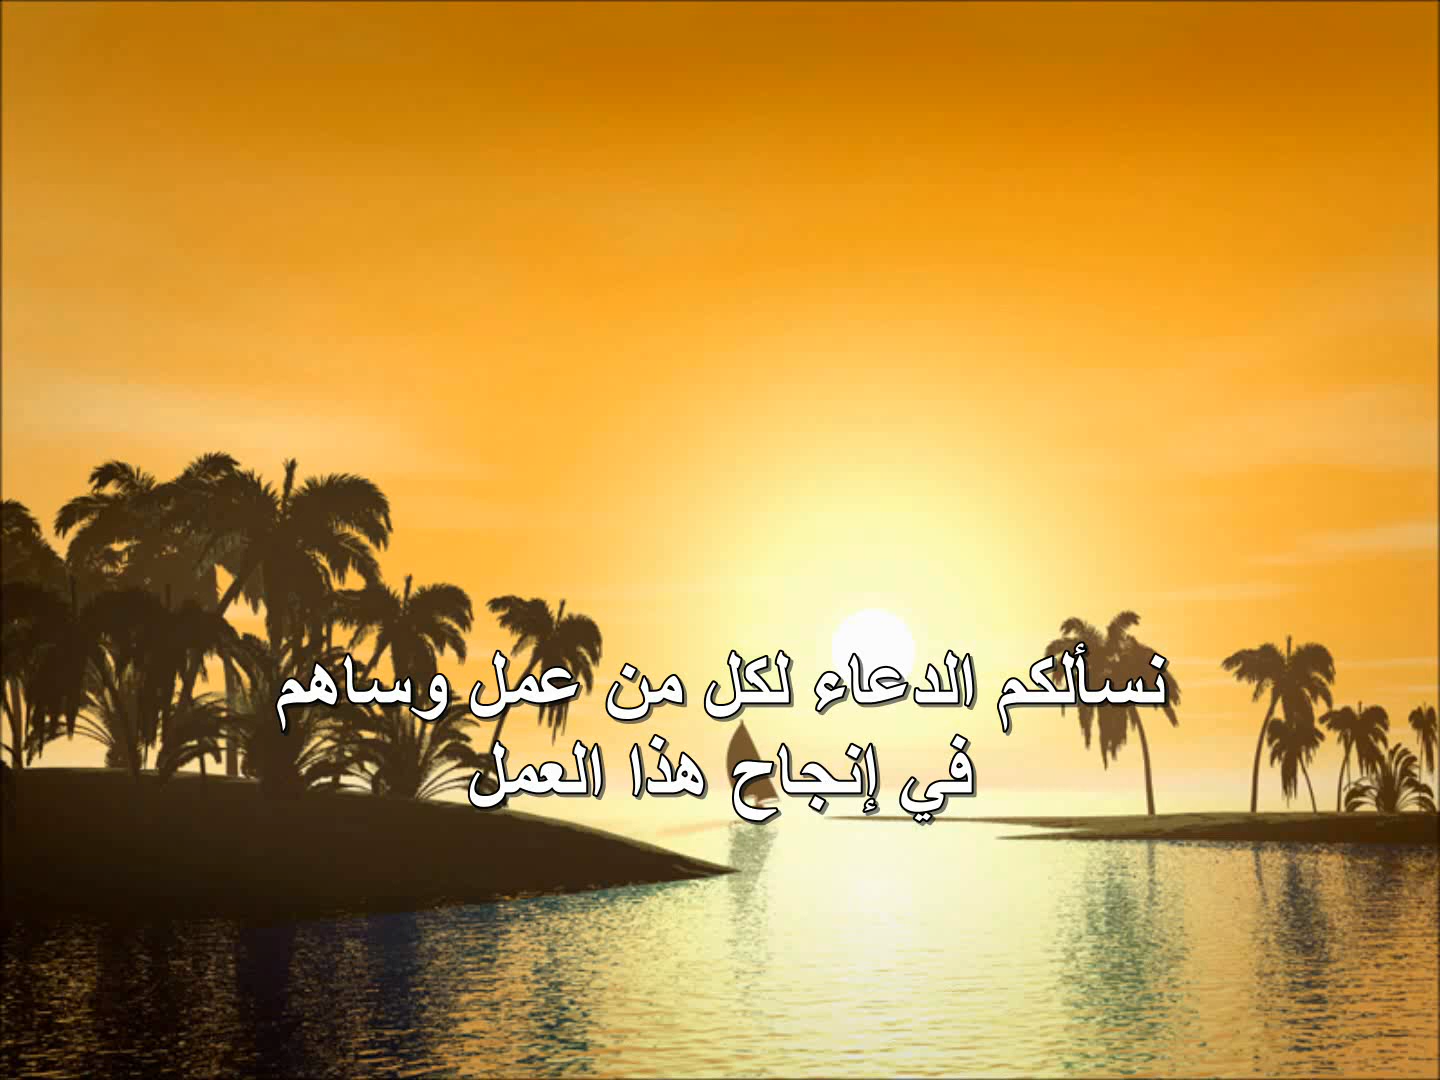 نسألكم الدعاء لكل من عمل وساهم
في إنجاح هذا العمل